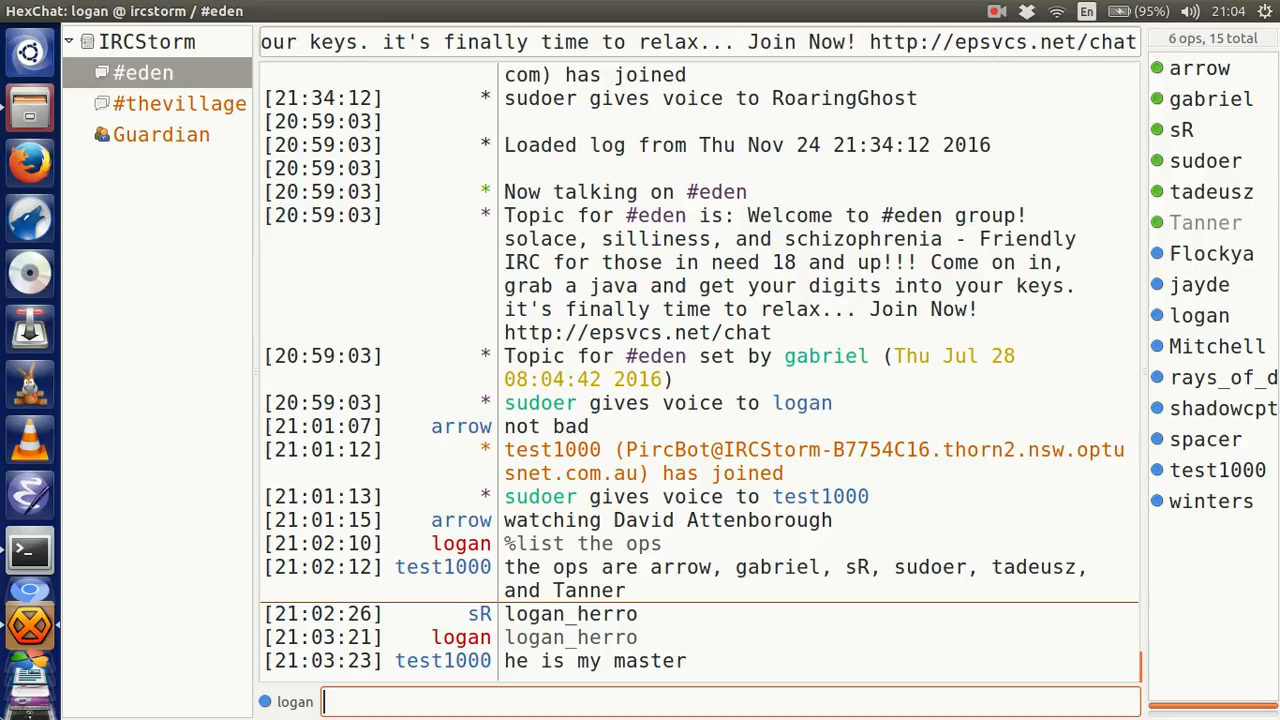 HexChat: logan @ ircstorm / #eden
En
(95%)
21:04
IRCStorm
#eden
#thevillage
Guardian
our keys. it's finally time to relax... Join Now! http://epsvcs.net/chat
com) has joined
[21:34:12] * sudoer gives voice to RoaringGhost
[20:59:03]
[20:59:03] * Loaded log from Thu Nov 24 21:34:12 2016
[20:59:03]
[20:59:03] * Now talking on #eden
[20:59:03] * Topic for #eden is: Welcome to #eden group!
solace, silliness, and schizophrenia - Friendly
IRC for those in need 18 and up!!! Come on in,
grab a java and get your digits into your keys.
it's finally time to relax... Join Now!
http://epsvcs.net/chat
[20:59:03] * Topic for #eden set by gabriel (Thu Jul 28
08:04:42 2016)
[20:59:03] * sudoer gives voice to logan
[21:01:07] arrow not bad
[21:01:12] * test1000 (PircBot@IRCStorm-B7754C16.thorn2.nsw.optu
snet.com.au) has joined
[21:01:13] * sudoer gives voice to test1000
[21:01:15] arrow watching David Attenborough
[21:02:10] logan %list the ops
[21:02:12] test1000 the ops are arrow, gabriel, sR, sudoer, tadeusz,
and Tanner
[21:02:26] sR logan_herro
[21:03:21] logan logan_herro
[21:03:23] test1000 he is my master
logan
6 ops, 15 total
arrow
gabriel
sR
sudoer
tadeusz
Tanner
Flockya
jayde
logan
Mitchell
rays_of_d
shadowcpt
spacer
test1000
winters